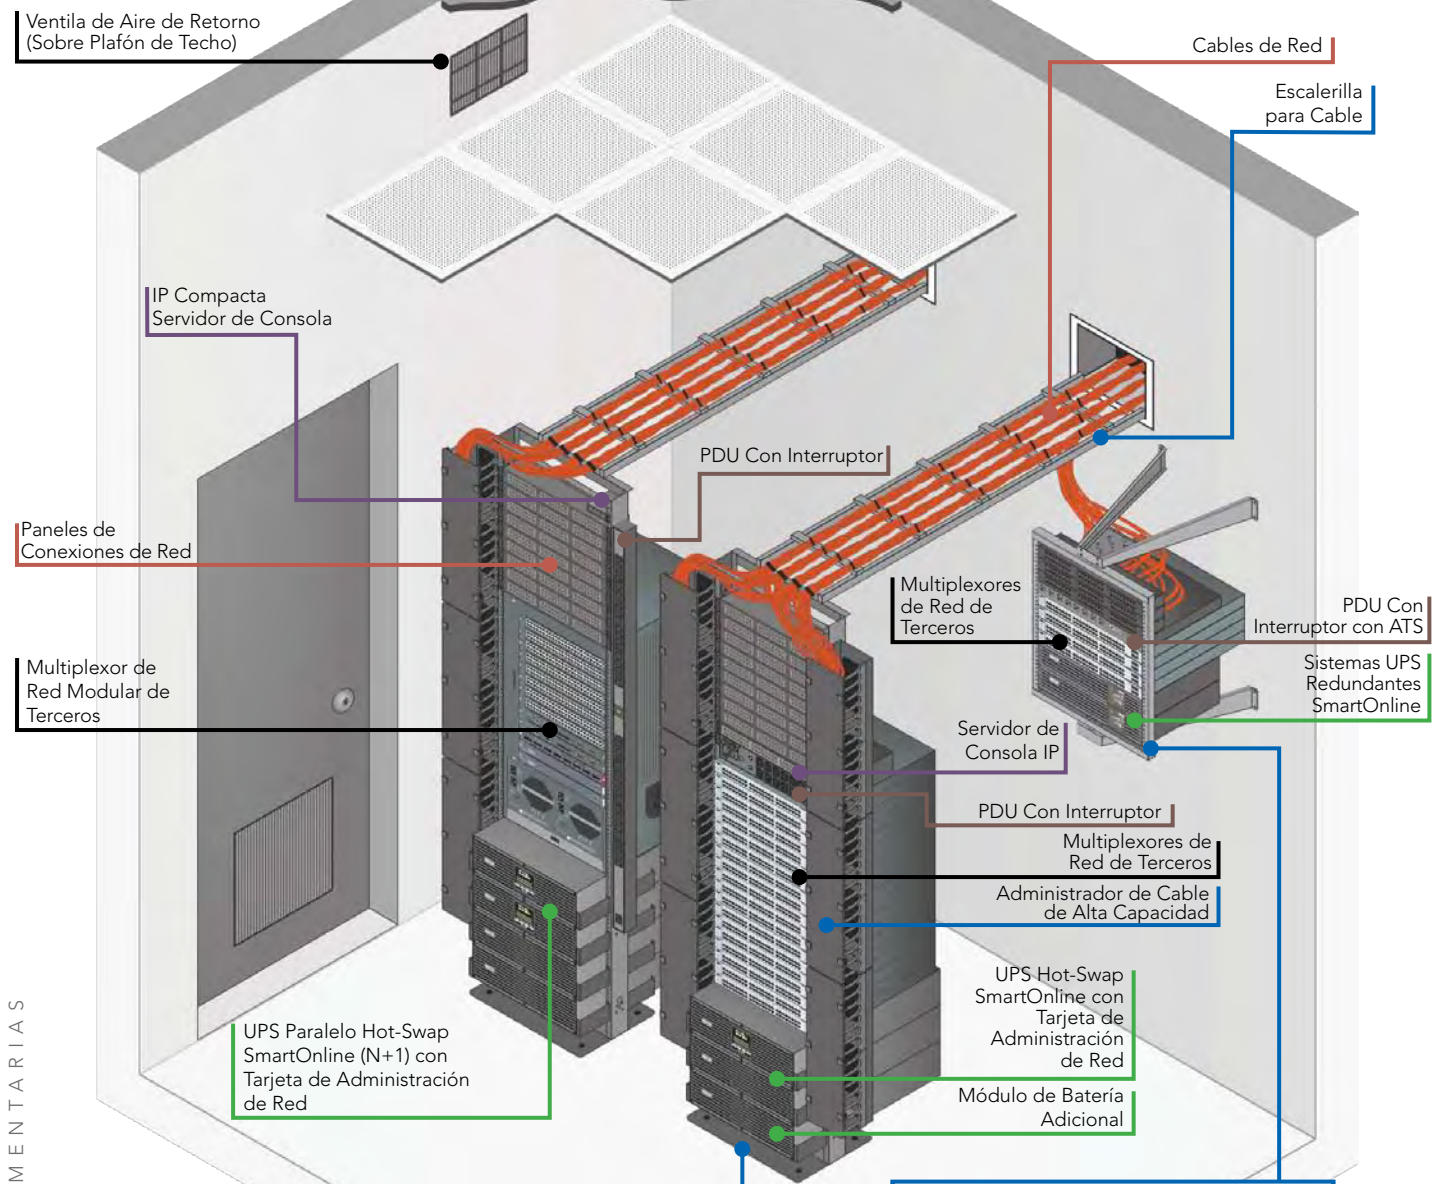 Ventila de Aire de Retorno
(Sobre Plafón de Techo)
Cables de Red
Escalerilla
para Cable
IP Compacta
Servidor de Consola
PDU Con Interruptor
Paneles de
Conexiones de Red
Multiplexores
de Red de
Terceros
PDU Con
Interruptor con ATS
Multiplexor de
Red Modular de
Terceros
Sistemas UPS
Redundantes
SmartOnline
Servidor de
Consola IP
PDU Con Interruptor
Multiplexores de
Red de Terceros
Administrador de Cable
de Alta Capacidad
UPS Hot-Swap
SmartOnline con
Tarjeta de
Administración
de Red
UPS Paralelo Hot-Swap
SmartOnline (N+1) con
Tarjeta de Administración
de Red
Módulo de Batería
Adicional
MENTARIAS